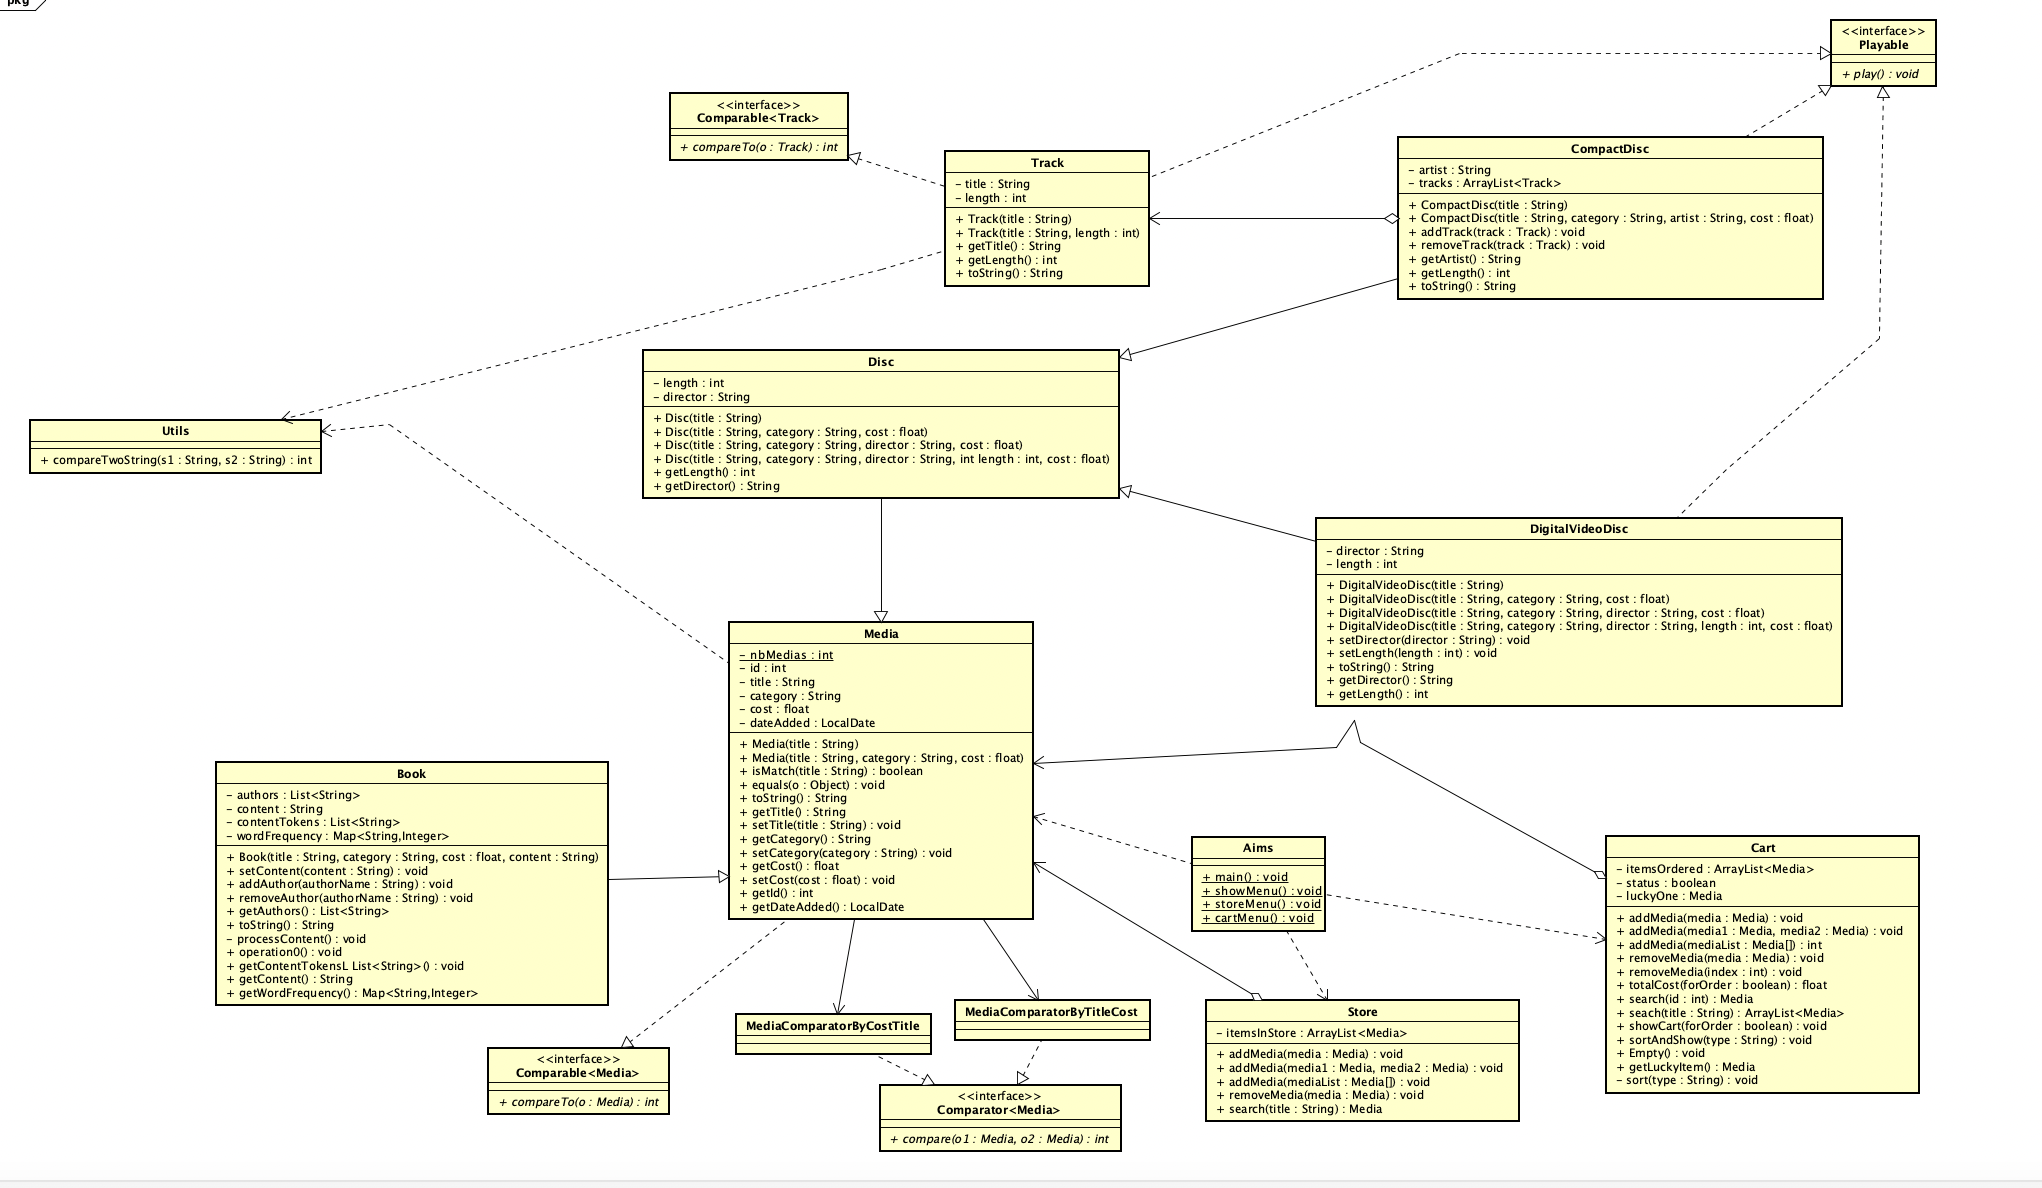 pkg
<<interface>>
Playable
+ play() : void
<<interface>>
Comparable<Track>
+ compareTo(o : Track) : int
Track
- title : String
- length : int
+ Track(title : String)
+ Track(title : String, length : int)
+ getTitle() : String
+ getLength() : int
+ toString() : String
CompactDisc
- artist : String
- tracks : ArrayList<Track>
+ CompactDisc(title : String)
+ CompactDisc(title : String, category : String, artist : String, cost : float)
+ addTrack(track : Track) : void
+ removeTrack(track : Track) : void
+ getArtist() : String
+ getLength() : int
+ toString() : String
Disc
- length : int
- director : String
+ Disc(title : String)
+ Disc(title : String, category : String, cost : float)
+ Disc(title : String, category : String, director : String, cost : float)
+ Disc(title : String, category : String, director : String, int length : int, cost : float)
+ getLength() : int
+ getDirector() : String
Utils
+ compareTwoString(s1 : String, s2 : String) : int
DigitalVideoDisc
- director : String
- length : int
+ DigitalVideoDisc(title : String)
+ DigitalVideoDisc(title : String, category : String, cost : float)
+ DigitalVideoDisc(title : String, category : String, director : String, cost : float)
+ DigitalVideoDisc(title : String, category : String, director : String, length : int, cost : float)
+ setDirector(director : String) : void
+ setLength(length : int) : void
+ toString() : String
+ getDirector() : String
+ getLength() : int
Media
- nbMedias : int
- id : int
- title : String
- category : String
- cost : float
- dateAdded : LocalDate
+ Media(title : String)
+ Media(title : String, category : String, cost : float)
+ isMatch(title : String) : boolean
+ equals(o : Object) : void
+ toString() : String
+ getTitle() : String
+ setTitle(title : String) : void
+ getCategory() : String
+ setCategory(category : String) : void
+ getCost() : float
+ setCost(cost : float) : void
+ getId() : int
+ getDateAdded() : LocalDate
Book
- authors : List<String>
- content : String
- contentTokens : List<String>
- wordFrequency : Map<String,Integer>
+ Book(title : String, category : String, cost : float, content : String)
+ setContent(content : String) : void
+ addAuthor(authorName : String) : void
+ removeAuthor(authorName : String) : void
+ getAuthors() : List<String>
+ toString() : String
- processContent() : void
+ operation0() : void
+ getContentTokensL List<String>() : void
+ getContent() : String
+ getWordFrequency() : Map<String,Integer>
Aims
+ main() : void
+ showMenu() : void
+ storeMenu() : void
+ cartMenu() : void
Cart
- itemsOrdered : ArrayList<Media>
- status : boolean
- luckyOne : Media
+ addMedia(media : Media) : void
+ addMedia(media1 : Media, media2 : Media) : void
+ addMedia(mediaList : Media[]) : int
+ removeMedia(media : Media) : void
+ removeMedia(index : int) : void
+ totalCost(forOrder : boolean) : float
+ search(id : int) : Media
+ seach(title : String) : ArrayList<Media>
+ showCart(forOrder : boolean) : void
+ sortAndShow(type : String) : void
+ Empty() : void
+ getLuckyItem() : Media
- sort(type : String) : void
Store
- itemsInStore : ArrayList<Media>
+ addMedia(media : Media) : void
+ addMedia(media1 : Media, media2 : Media) : void
+ addMedia(mediaList : Media[]) : void
+ removeMedia(media : Media) : void
+ search(title : String) : Media
MediaComparatorByCostTitle
MediaComparatorByTitleCost
<<interface>>
Comparable<Media>
+ compareTo(o : Media) : int
<<interface>>
Comparator<Media>
+ compare(o1 : Media, o2 : Media) : int